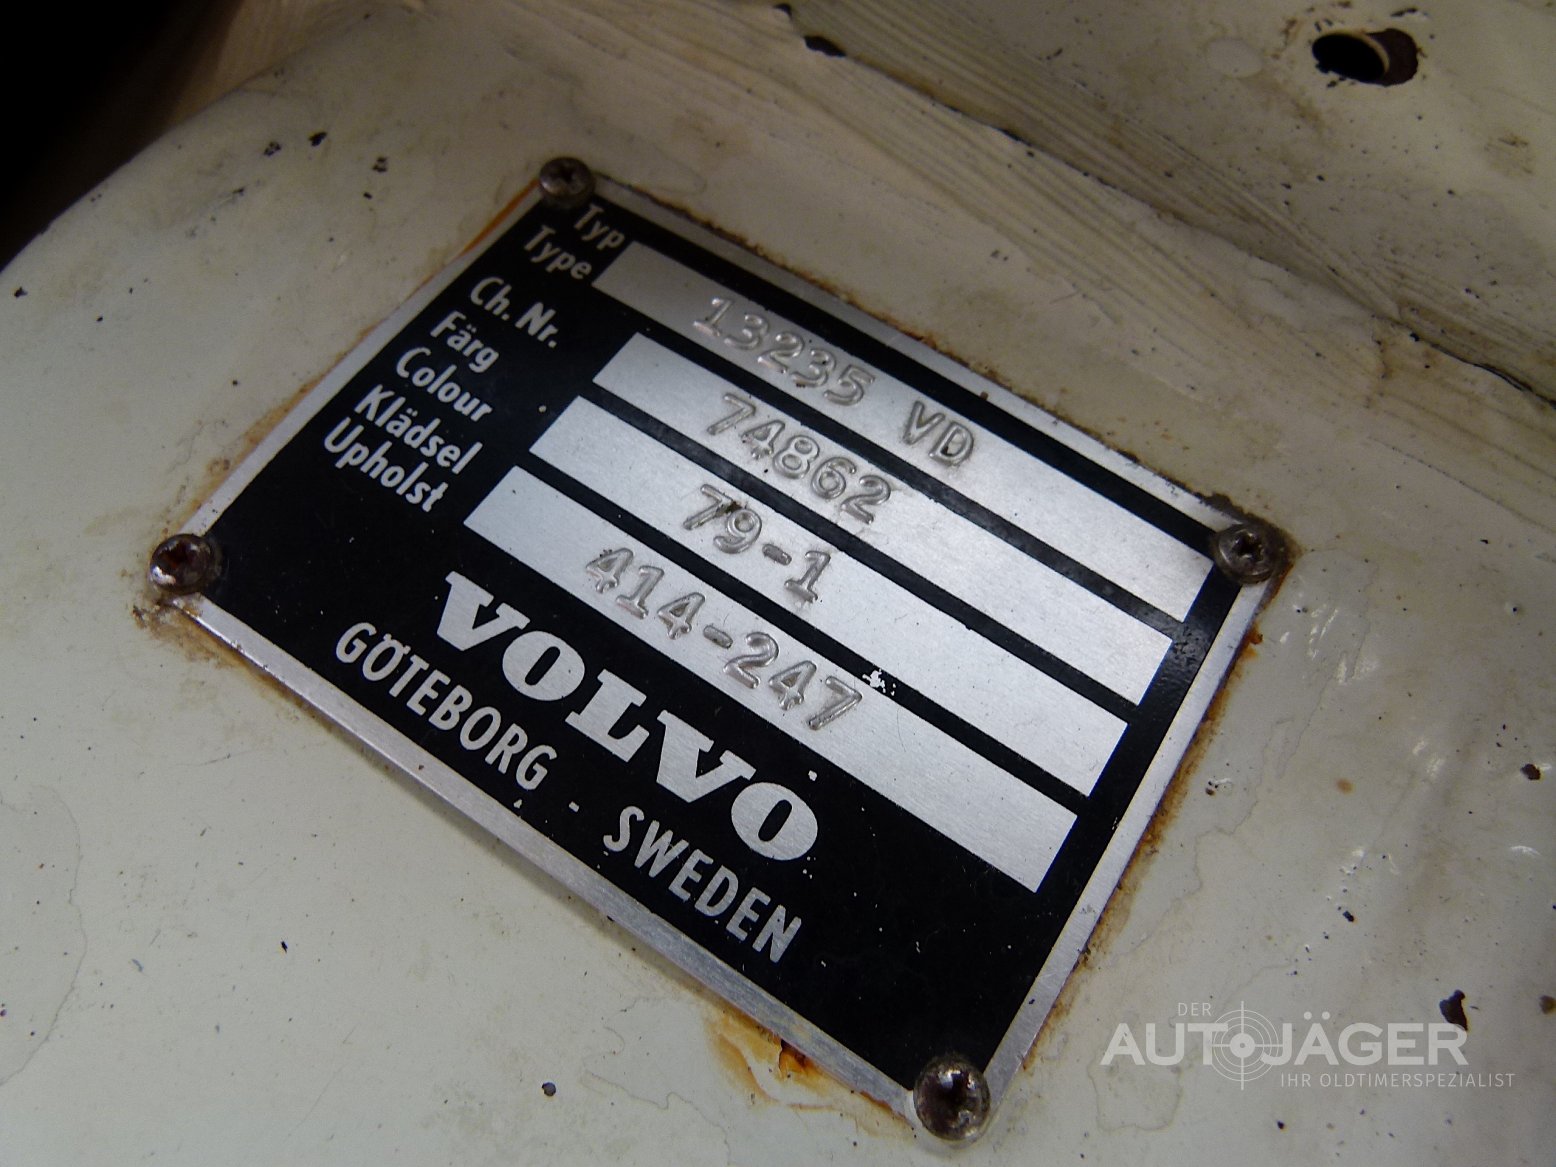 Typ
Type
13235 VD
Ch. Nr.
74862
Färg
Colour
79-1
Klädsel
Upholst
414-247
VOLVO
GÖTEBORG - SWEDEN
DER
AUTOJÄGER
IHR OLDTIMERSPEZIALIST